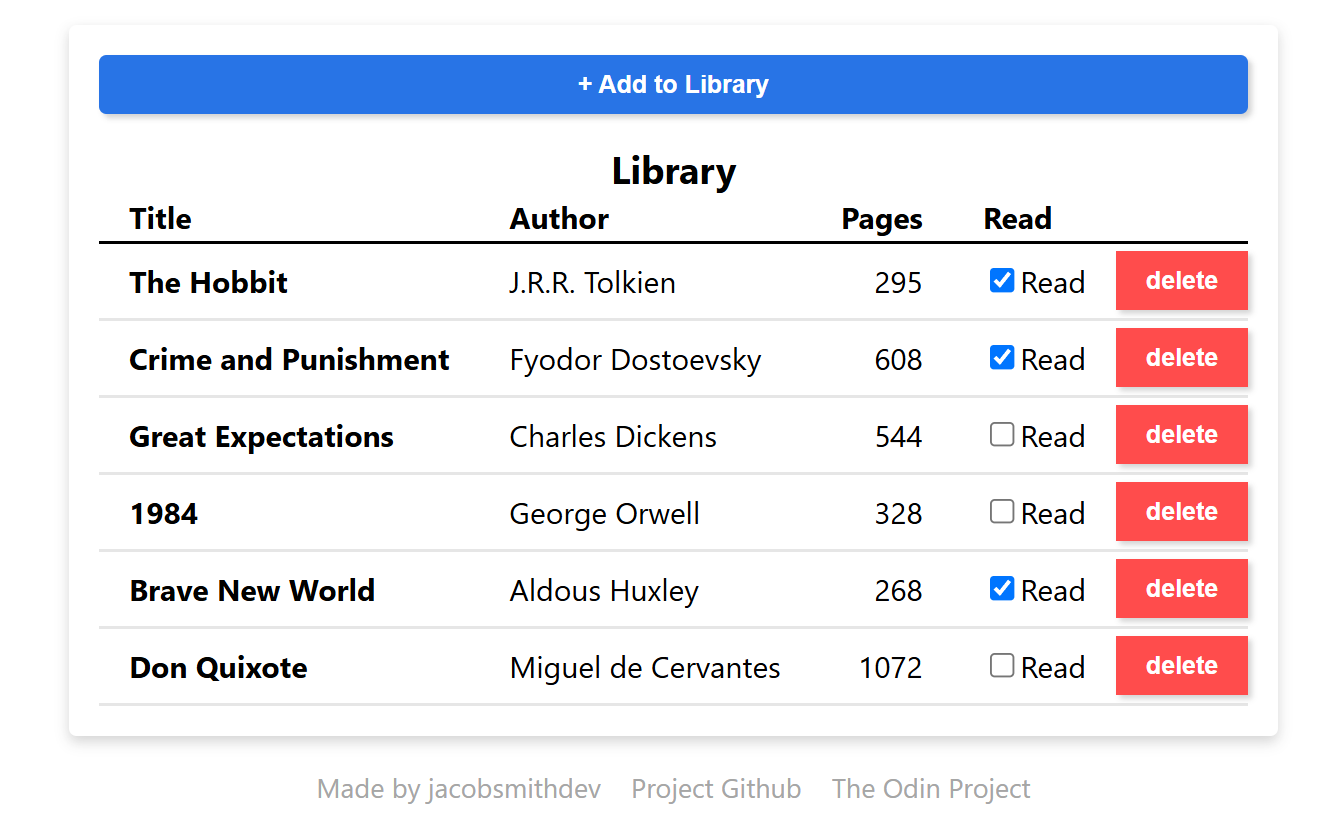 + Add to Library
Library
Title Author Pages Read
The Hobbit J.R.R. Tolkien 295 Read delete
Crime and Punishment Fyodor Dostoevsky 608 Read delete
Great Expectations Charles Dickens 544 Read delete
1984 George Orwell 328 Read delete
Brave New World Aldous Huxley 268 Read delete
Don Quixote Miguel de Cervantes 1072 Read delete
Made by jacobsmithdev Project Github The Odin Project